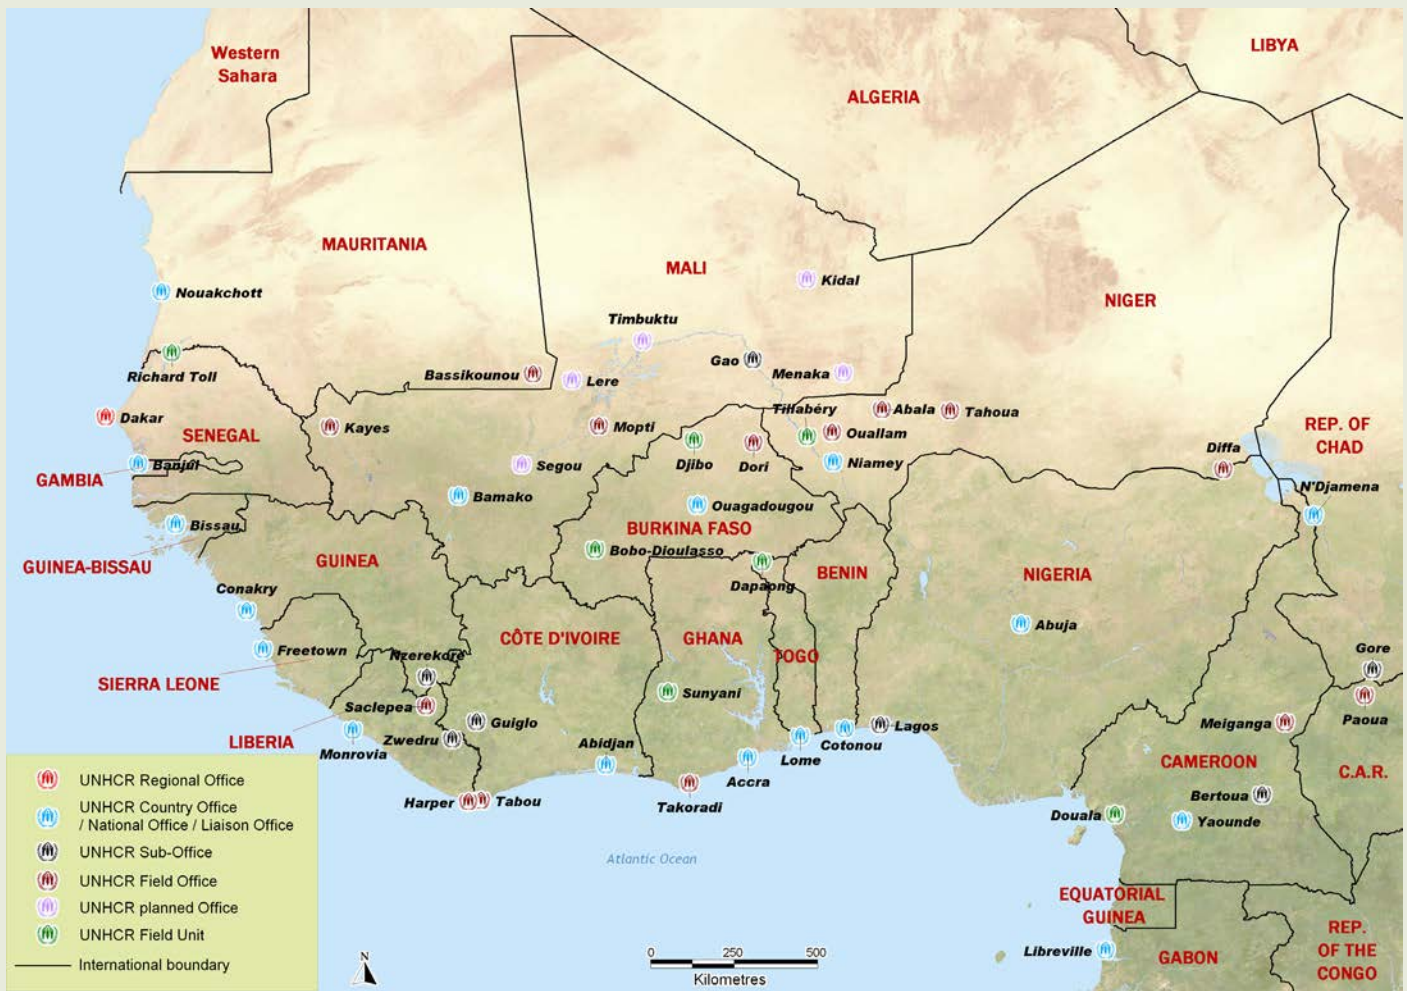 Western
Sahara
LIBYA
ALGERIA
MAURITANIA
MALI
Kidal
Nouakchott
NIGER
Timbuktu
Richard Toll
Bassikounou
Lere
Gao
Menaka
Dakar
SENEGAL
Kayes
Mopti
Tillabéry
Abala
Tahoua
Ouallam
REP. OF
CHAD
GAMBIA
Banjul
Segou
Djibo
Dori
Niamey
Diffa
N'Djamena
Bamako
Ouagadougou
Bissau
BURKINA FASO
GUINEA-BISSAU
GUINEA
Bobo-Dioulasso
Dapaong
BENIN
NIGERIA
Conakry
Abuja
Freetown
CÔTE D'IVOIRE
GHANA
TOGO
Nzerekore
Gore
SIERRA LEONE
Saclepea
Sunyani
Paoua
LIBERIA
Guiglo
Zwedru
Monrovia
Abidjan
Accra
Lome
Cotonou
Lagos
Meiganga
CAMEROON
C.A.R.
Harper
Tabou
Takoradi
Bertoua
Douala
Yaounde
Atlantic Ocean
EQUATORIAL
GUINEA
Libreville
GABON
REP.
OF THE
CONGO
UNHCR Regional Office
UNHCR Country Office
/ National Office / Liaison Office
UNHCR Sub-Office
UNHCR Field Office
UNHCR planned Office
UNHCR Field Unit
International boundary
N
0 250 500
Kilometres